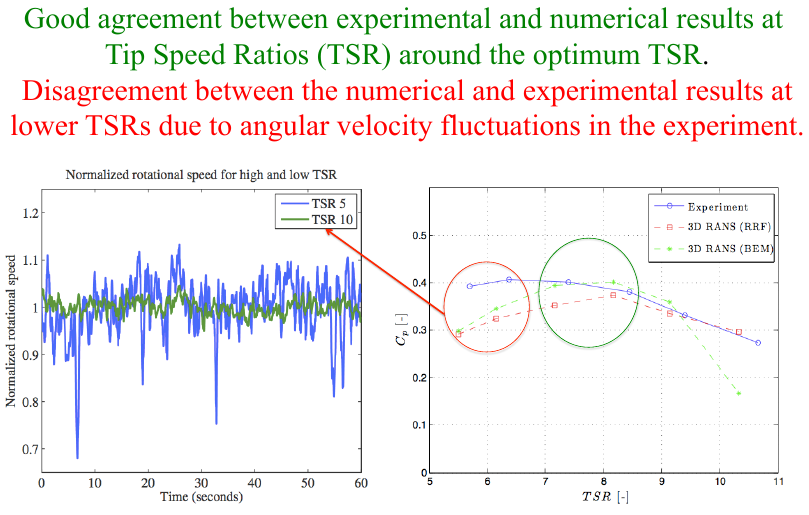 Good agreement between experimental and numerical results at
Tip Speed Ratios (TSR) around the optimum TSR.
Disagreement between the numerical and experimental results at
lower TSRs due to angular velocity fluctuations in the experiment.
Normalized rotational speed for high and low TSR
TSR 5
TSR 10
Normalized rotational speed
1.2
1.1
1
0.9
0.8
0.7
0 10 20 30 40 50 60
Time (seconds)
Experiment
3D RANS (RRF)
3D RANS (BEM)
Cp [-]
0.5
0.4
0.3
0.2
0.1
0
5 6 7 8 9 10 11
TSR [-]